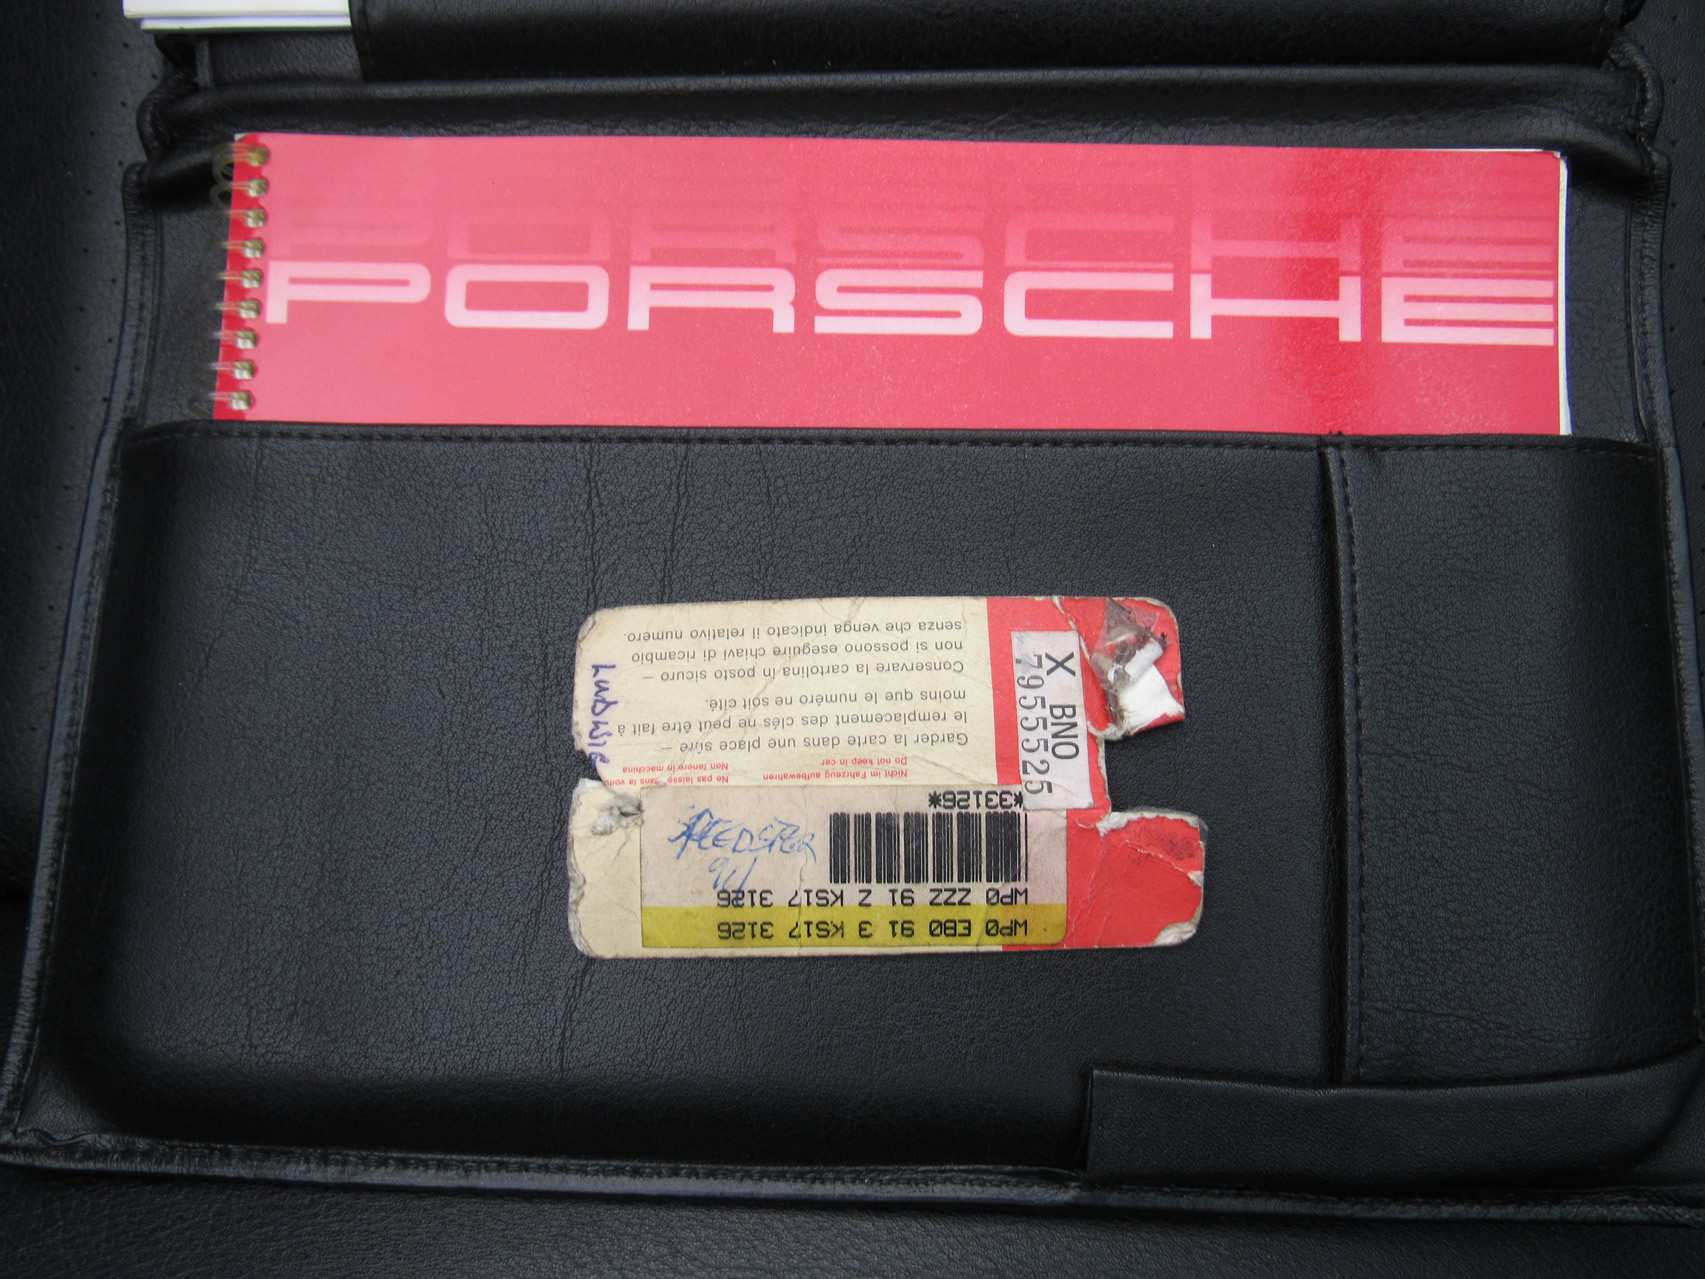 PORSCHE
WP0 EB0 91 3 KS17 3126
WP0 ZZZ 91 Z KS17 3126
SPEEDSTER
*33126*
Nicht im Fahrzeug aufbewahren
Do not keep in car
Ne pas laisse dans la voitu
Non tenere in macchina
Garder la carte dans une place sûre –
le remplacement des clés ne peut être fait à
moins que le numéro ne soit cité.
Conservare la cartolina in posto sicuro –
non si possono eseguire chiavi di ricambio
senza che venga indicato il relativo numero.
X BNO
7955525
LUDWIG